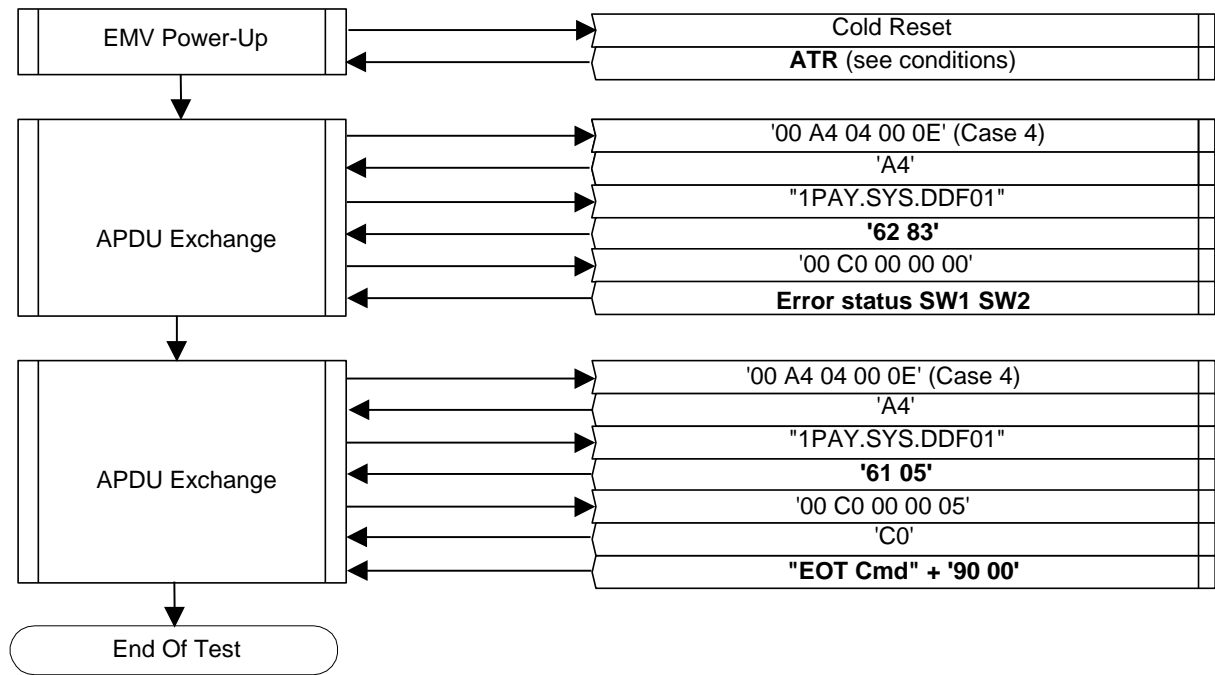 EMV Power-Up
Cold Reset
ATR (see conditions)
APDU Exchange
'00 A4 04 00 0E' (Case 4)
'A4'
"1PAY.SYS.DDF01"
'62 83'
'00 C0 00 00 00'
Error status SW1 SW2
APDU Exchange
'00 A4 04 00 0E' (Case 4)
'A4'
"1PAY.SYS.DDF01"
'61 05'
'00 C0 00 00 05'
'C0'
"EOT Cmd" + '90 00'
End Of Test